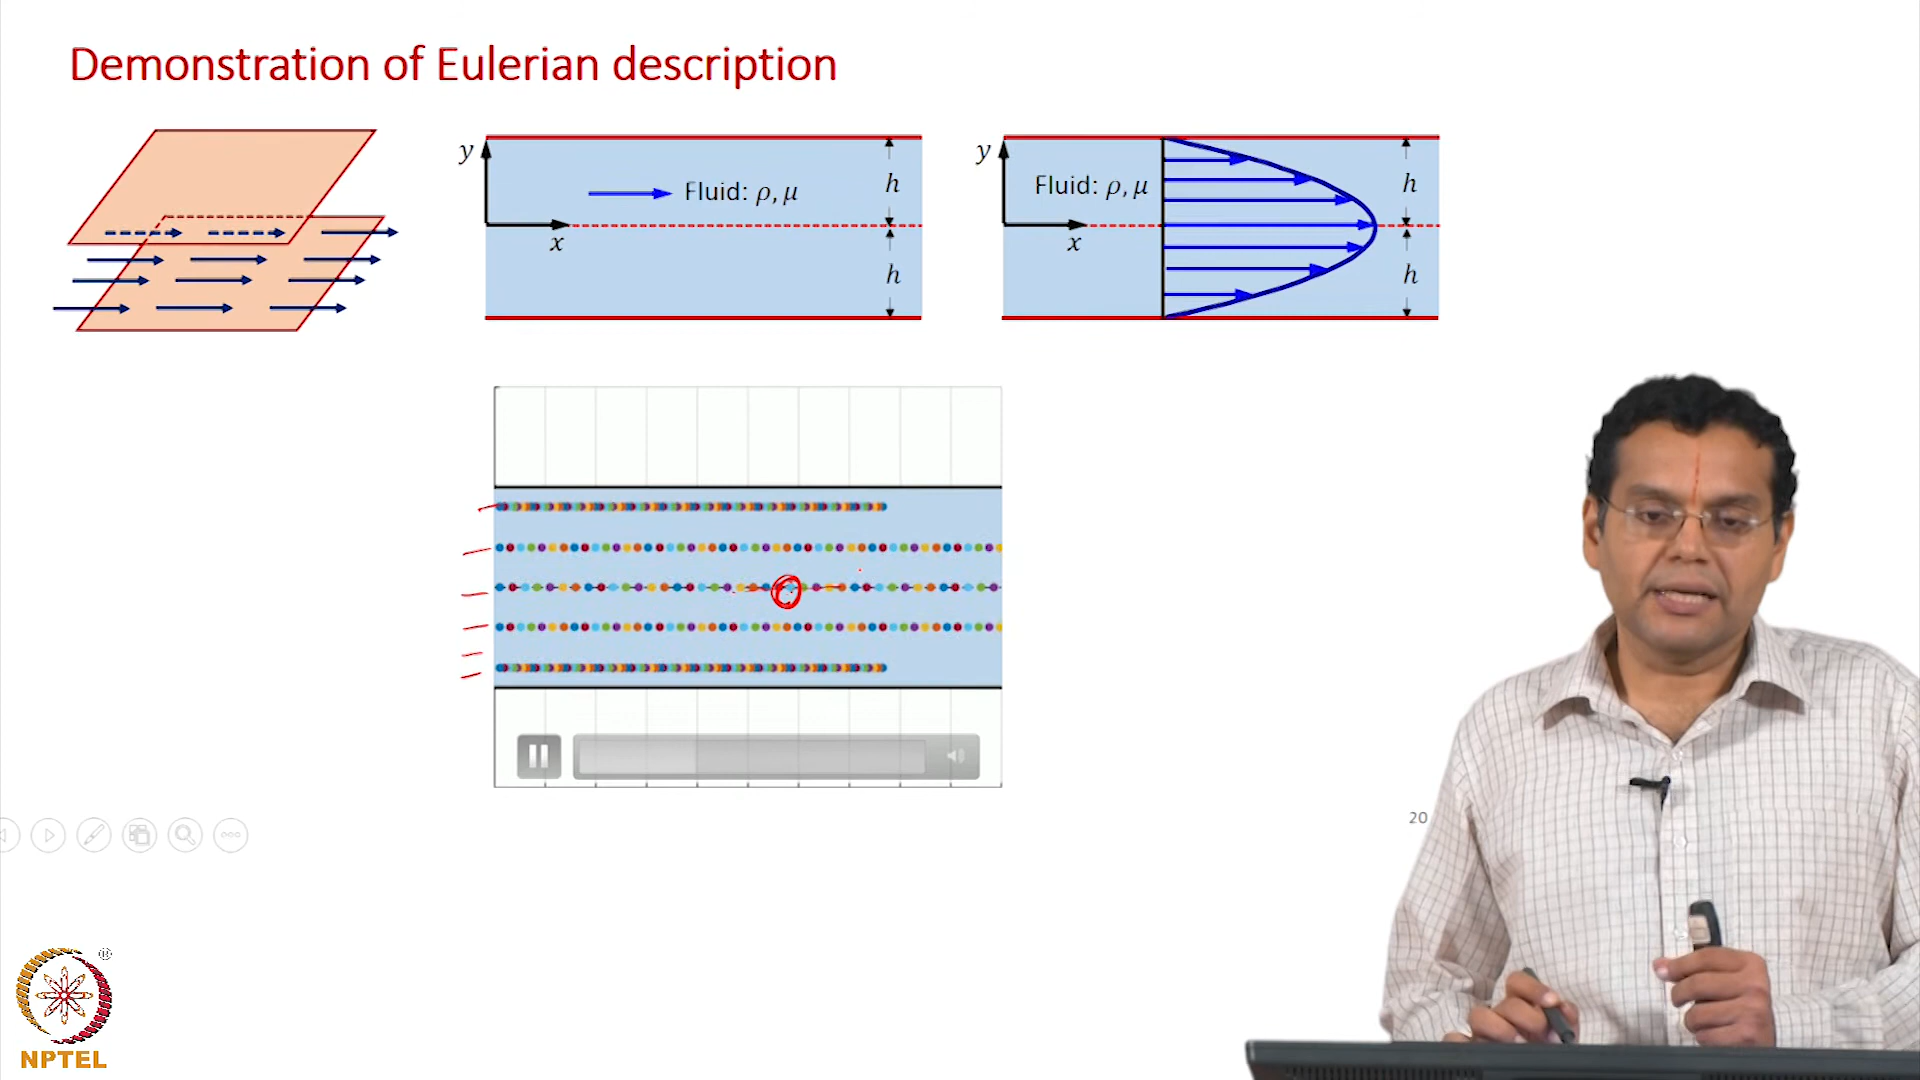 Demonstration of Eulerian description
y
Fluid: ρ, μ
h
x
h
y
Fluid: ρ, μ
h
x
h
20
®
NPTEL